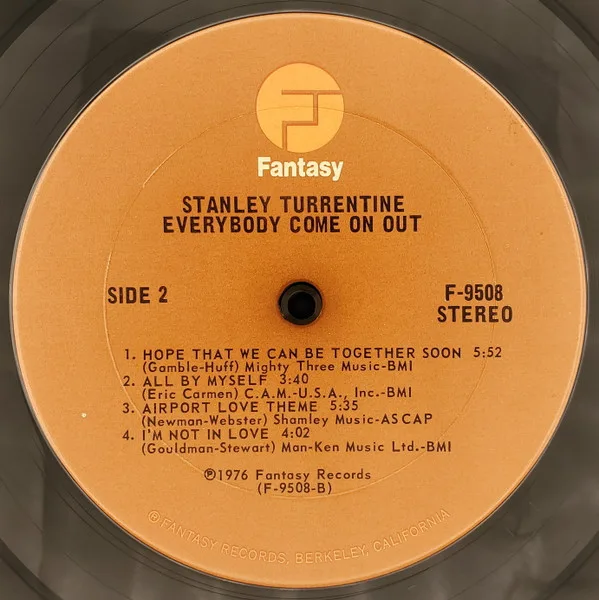 Fantasy
STANLEY TURRENTINE
EVERYBODY COME ON OUT
SIDE 2
F-9508
STEREO
1. HOPE THAT WE CAN BE TOGETHER SOON 5:52
(Gamble-Huff) Mighty Three Music-BMI
2. ALL BY MYSELF 3:40
(Eric Carmen) C.A.M.-U.S.A., Inc.-BMI
3. AIRPORT LOVE THEME 5:35
(Newman-Webster) Shamley Music-ASCAP
4. I'M NOT IN LOVE 4:02
(Gouldman-Stewart) Man-Ken Music Ltd.-BMI
℗1976 Fantasy Records
(F-9508-B)
© FANTASY RECORDS, BERKELEY, CALIFORNIA